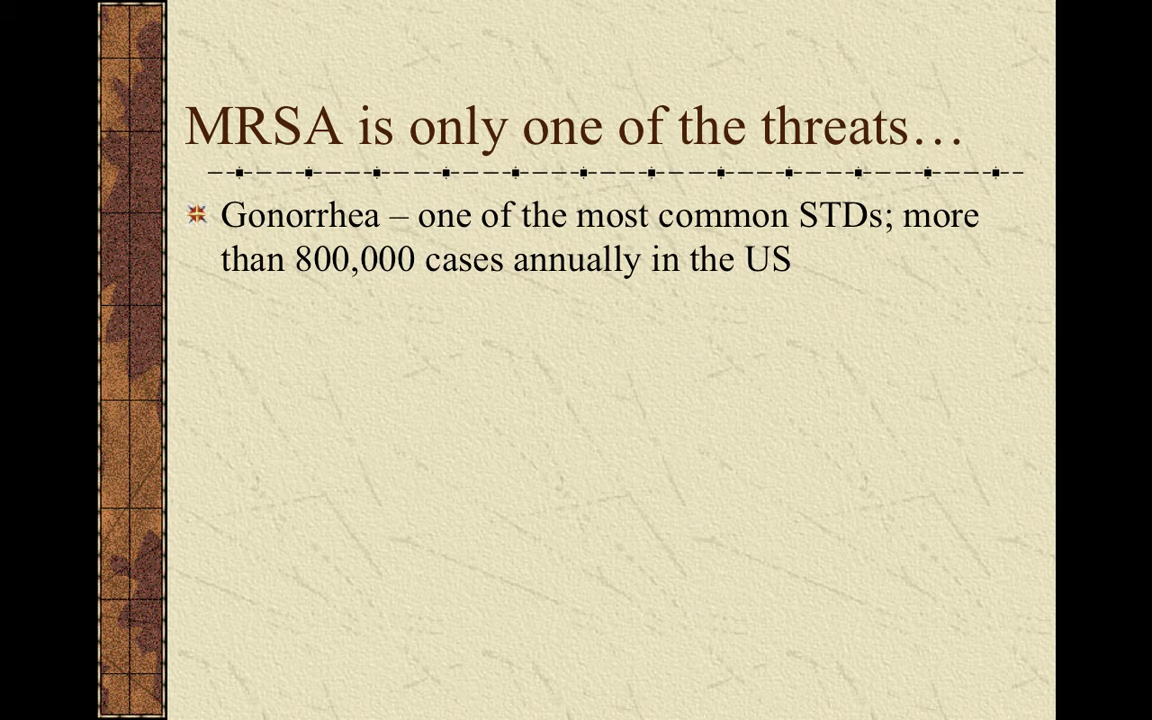 MRSA is only one of the threats…
Gonorrhea – one of the most common STDs; more
than 800,000 cases annually in the US